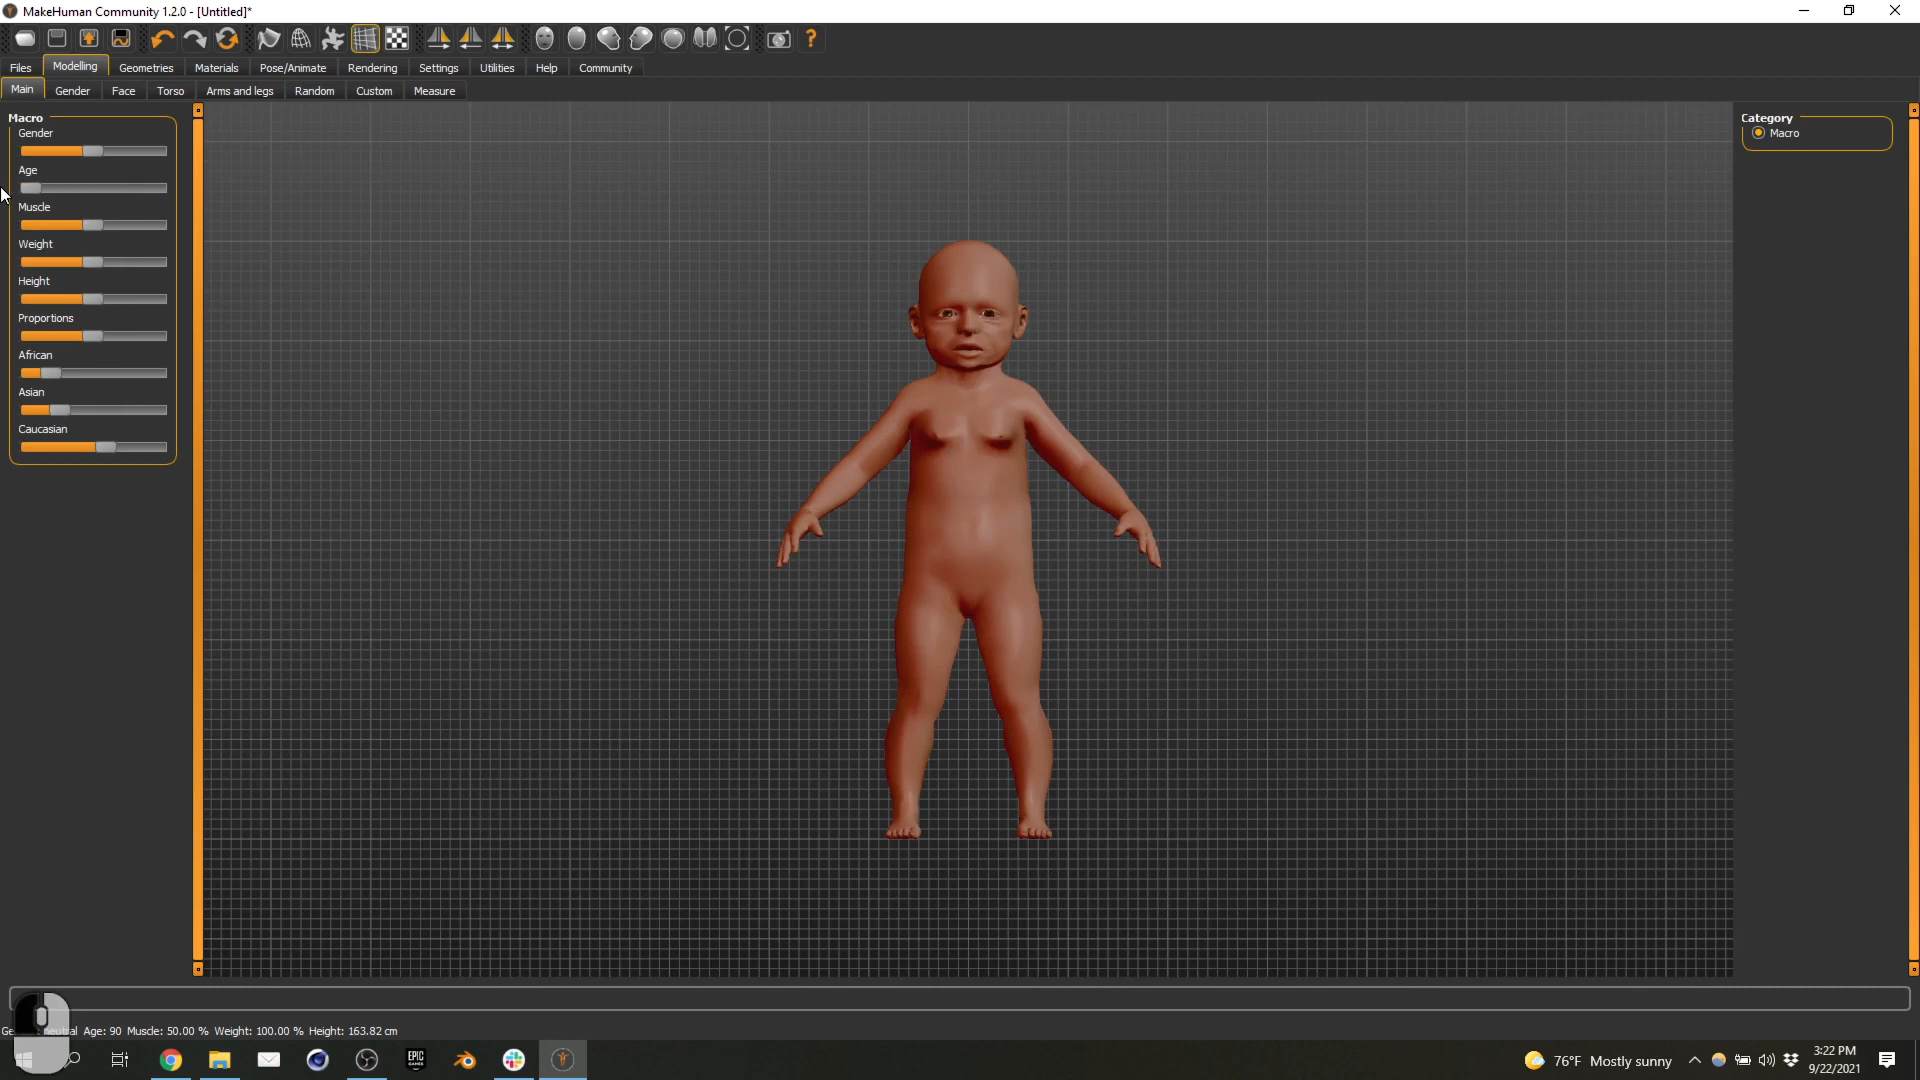 MakeHuman Community 1.2.0 - [Untitled]*
Files Modelling Geometries Materials Pose/Animate Rendering Settings Utilities Help Community
Main Gender Face Torso Arms and legs Random Custom Measure
Macro
Gender
Age
Muscle
Weight
Height
Proportions
African
Asian
Caucasian
Category
Macro
Age: 90 Muscle: 50.00 % Weight: 100.00 % Height: 163.82 cm
EPIC
GAMES
76°F Mostly sunny
3:22 PM
9/22/2021